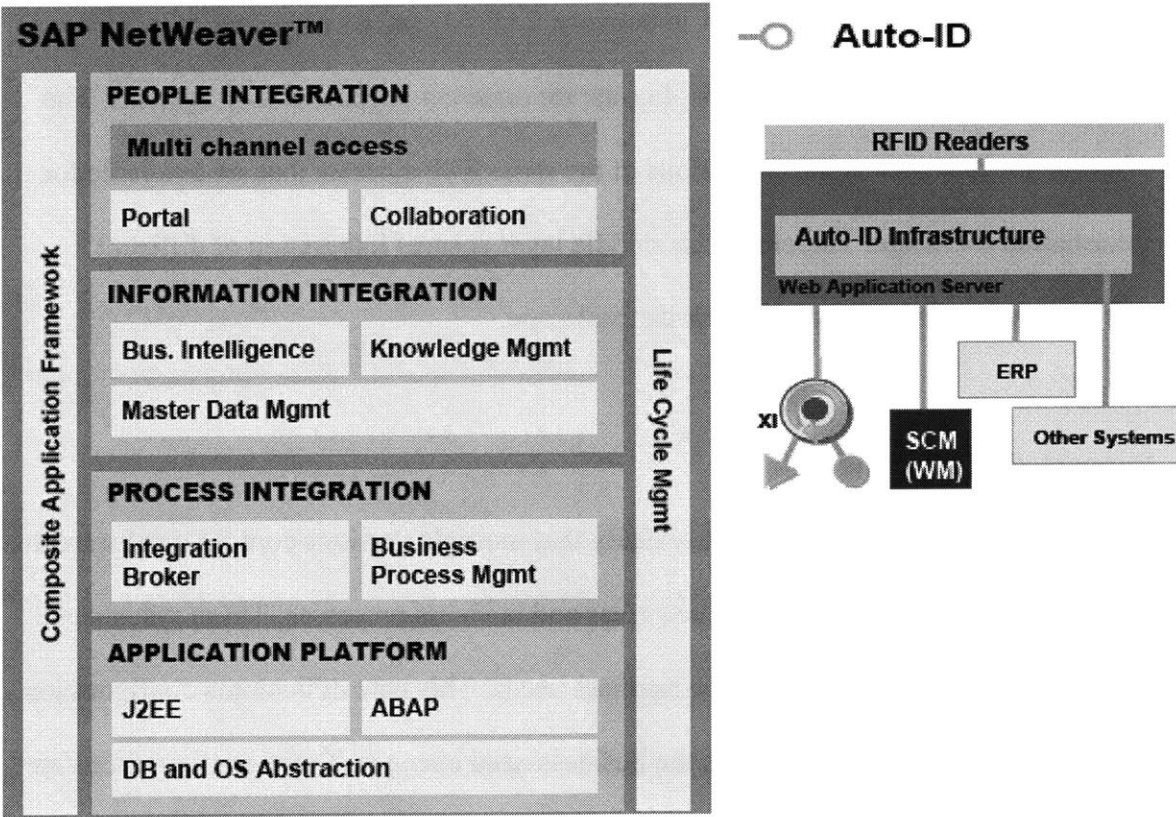 SAP NetWeaver™
Composite Application Framework
PEOPLE INTEGRATION
Multi channel access
Portal
Collaboration
INFORMATION INTEGRATION
Bus. Intelligence
Knowledge Mgmt
Master Data Mgmt
PROCESS INTEGRATION
Integration
Broker
Business
Process Mgmt
APPLICATION PLATFORM
J2EE
ABAP
DB and OS Abstraction
Life Cycle Mgmt
Auto-ID
RFID Readers
Auto-ID Infrastructure
Web Application Server
XI
SCM
(WM)
ERP
Other Systems